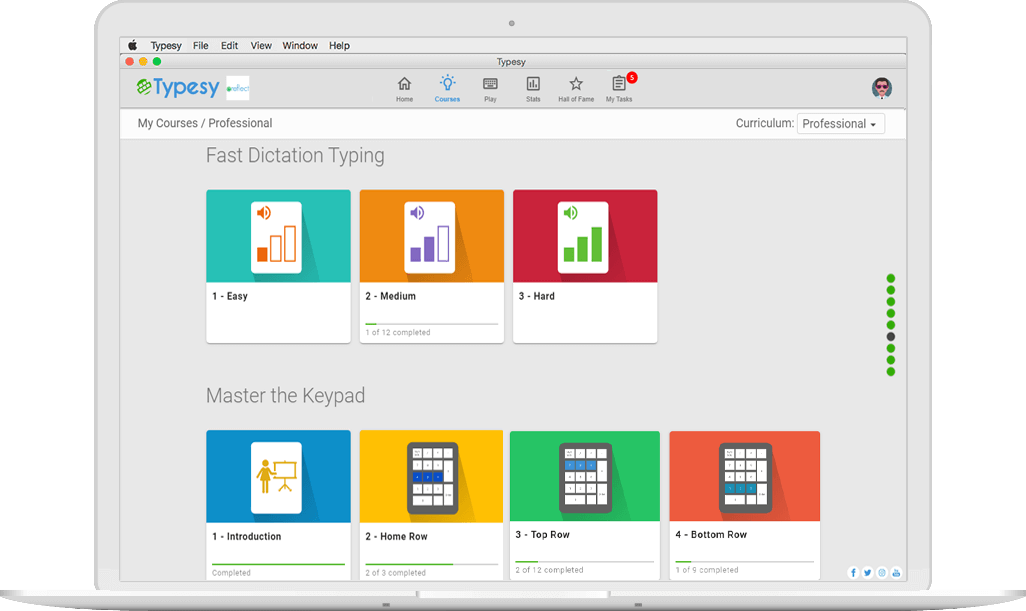 Typesy File Edit View Window Help
Typesy
Typesy reflect
Home Courses Play Stats Hall of Fame My Tasks 5
My Courses / Professional Curriculum: Professional
Fast Dictation Typing
1 - Easy 2 - Medium 3 - Hard
1 of 12 completed
Master the Keypad
1 - Introduction 2 - Home Row 3 - Top Row 4 - Bottom Row
Completed 2 of 3 completed 2 of 12 completed 1 of 9 completed